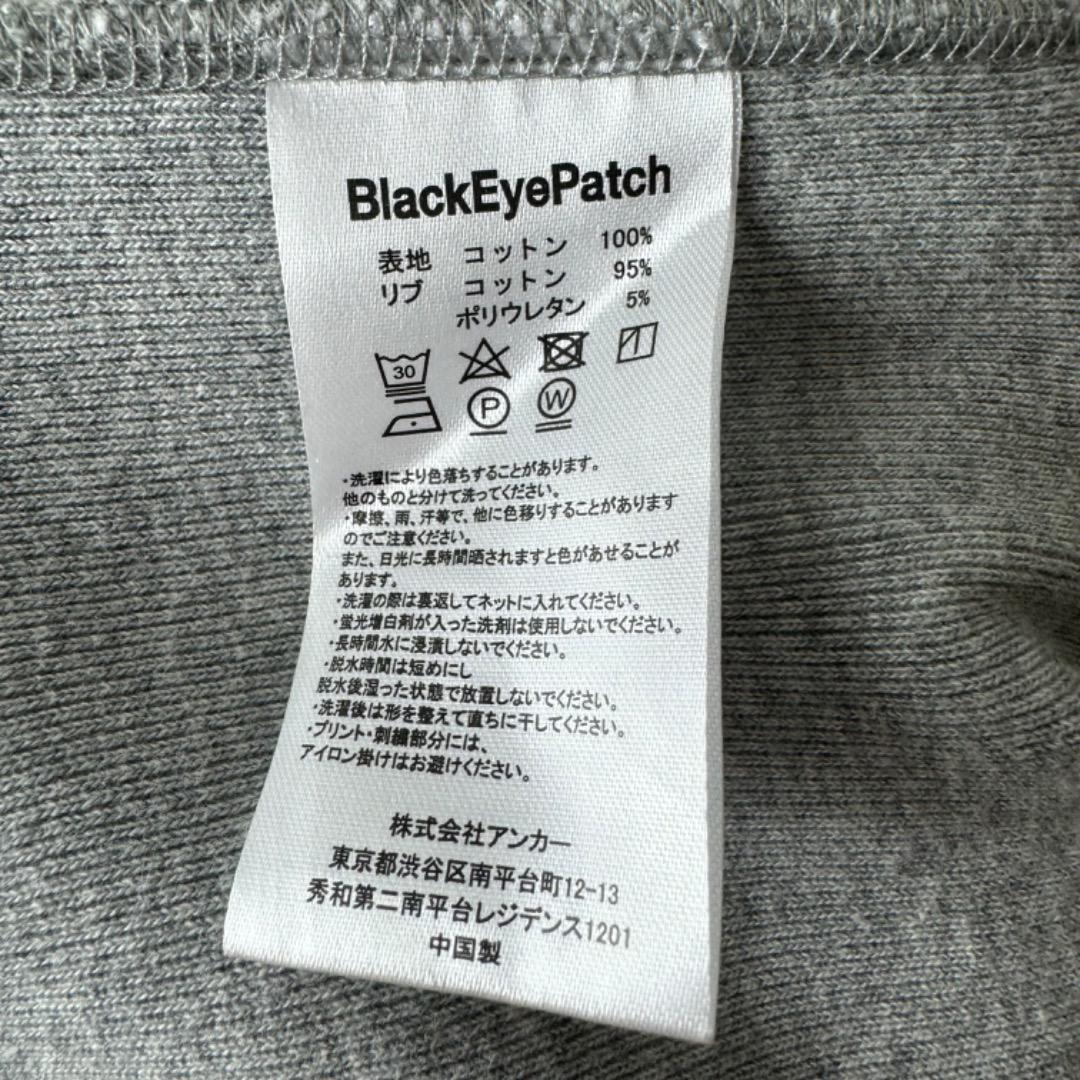 BlackEyePatch
表地 コットン 100%
リブ コットン 95%
ポリウレタン 5%
30
P W
・洗濯により色落ちすることがあります。
他のものと分けて洗ってください。
・摩擦、雨、汗等で、他に色移りすることがあります
のでご注意ください。
また、日光に長時間晒されますと色があせることが
あります。
・洗濯の際は裏返してネットに入れてください。
・蛍光増白剤が入った洗剤は使用しないでください。
・長時間水に浸漬しないでください。
・脱水時間は短めにし
脱水後湿った状態で放置しないでください。
・洗濯後は形を整えて直ちに干してください。
・プリント・刺繍部分には、
アイロン掛けはお避けください。
株式会社アンカー
東京都渋谷区南平台町12-13
秀和第二南平台レジデンス1201
中国製